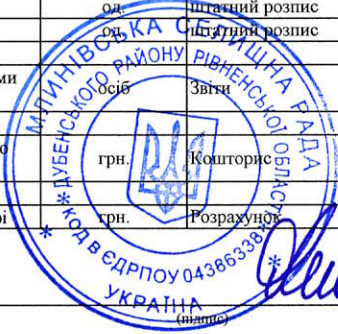 од. штатний розпис
од. штатний розпис
ми
осіб Звіти
о
грн. Кошторис
і грн. Розрахунок
(підпис)
МЛИНІВСЬКА СЕЛИЩНА РАДА
ДУБЕНСЬКОГО РАЙОНУ РІВНЕНСЬКОЇ ОБЛАСТІ
* КОД В ЄДРПОУ 04386338 *
УКРАЇНА